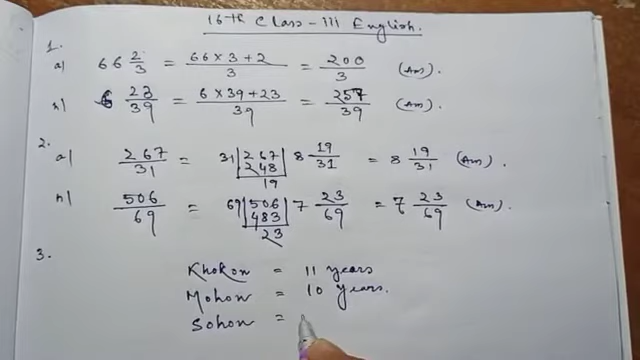 16th Class - III English.
1.
a) 66 2/3 = (66 × 3 + 2)/3 = 200/3 (Ans).
n) 6 23/39 = (6 × 39 + 23)/39 = 257/39 (Ans).
2.
a) 267/31 = 31|267|8 19/31 = 8 19/31 (Ans).
248
19
n) 506/69 = 69|506|7 23/69 = 7 23/69 (Ans).
483
23
3.
Khokon = 11 years
Mohon = 10 years.
Sohon =